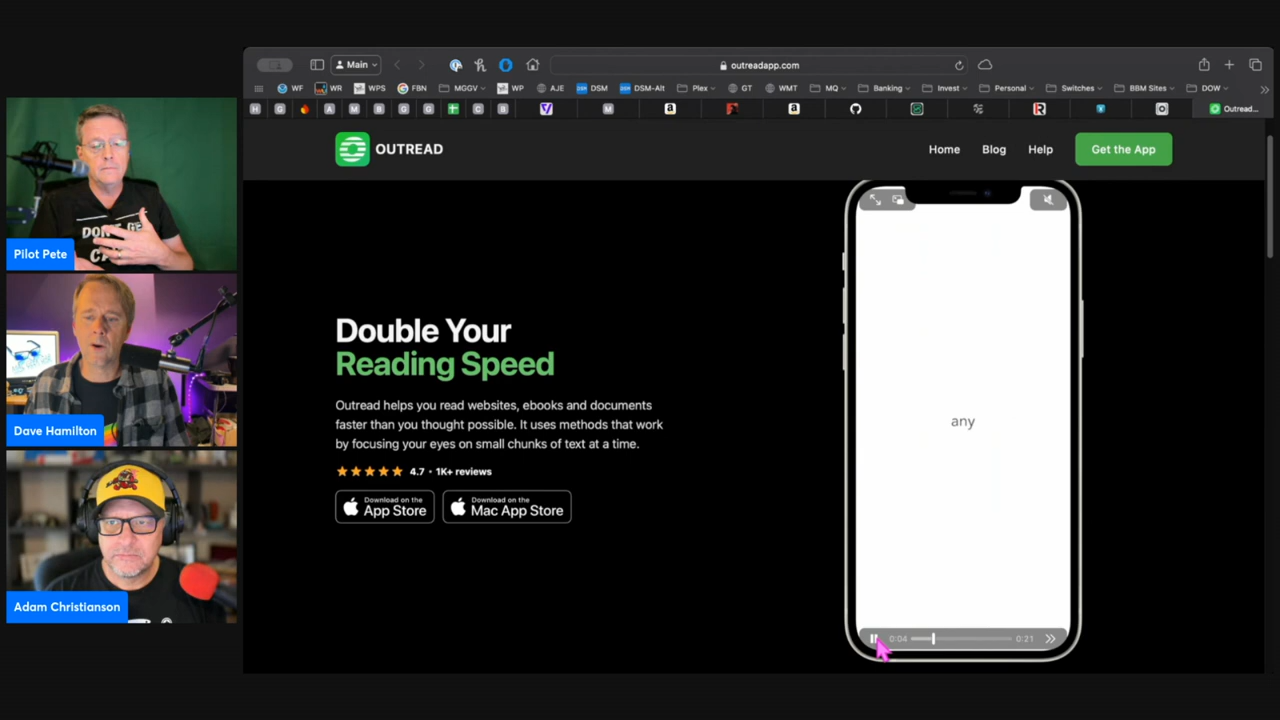 Main
outreadapp.com
WF
WR
WPS
FBN
MGGV
WP
AJE
DSM
DSM-Alt
Plex
GT
WMT
MQ
Banking
Invest
Personal
Switches
BBM Sites
DOW
Outread...
OUTREAD
Home
Blog
Help
Get the App
Double Your
Reading Speed
Outread helps you read websites, ebooks and documents
faster than you thought possible. It uses methods that work
by focusing your eyes on small chunks of text at a time.
4.7 • 1K+ reviews
Download on the
App Store
Download on the
Mac App Store
any
0:04
0:21
Pilot Pete
Dave Hamilton
Adam Christianson